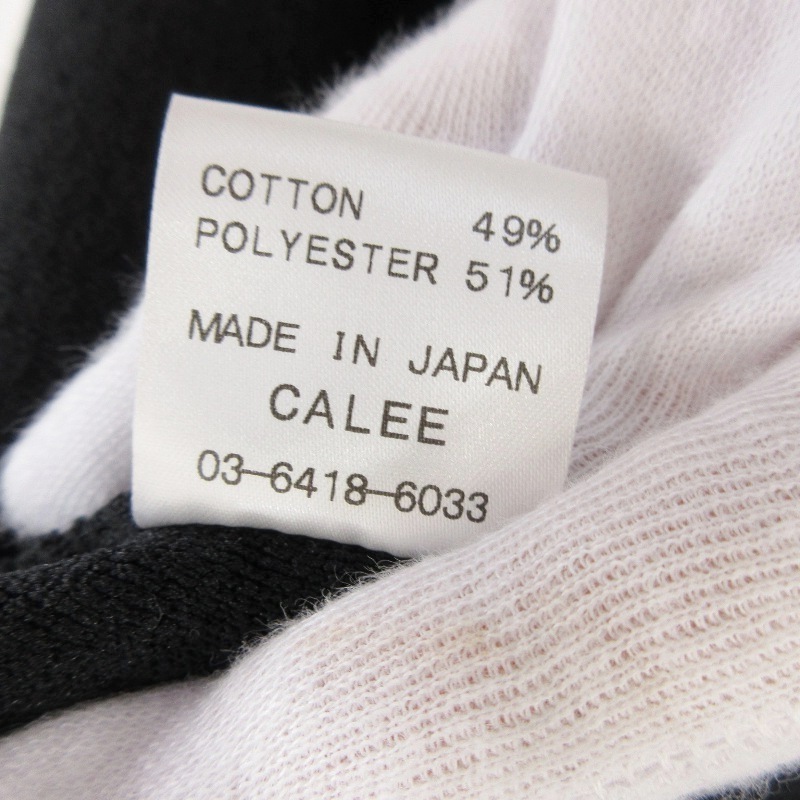 COTTON 49%
POLYESTER 51%
MADE IN JAPAN
CALEE
03-6418-6033